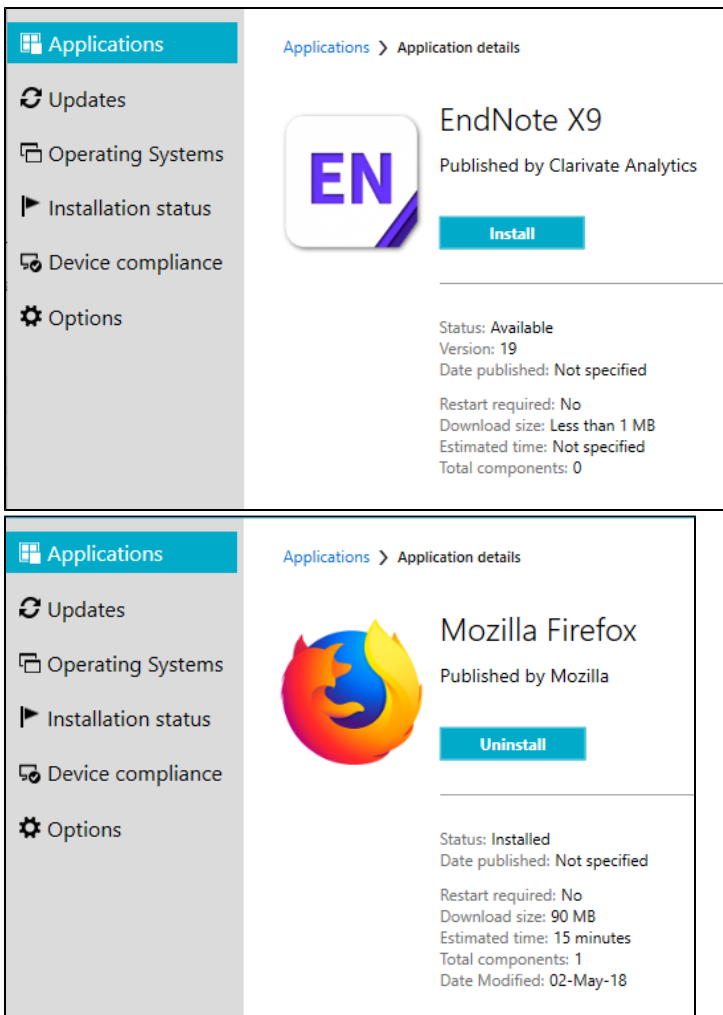 Applications
Updates
Operating Systems
Installation status
Device compliance
Options
Applications > Application details
EN
EndNote X9
Published by Clarivate Analytics
Install
Status: Available
Version: 19
Date published: Not specified
Restart required: No
Download size: Less than 1 MB
Estimated time: Not specified
Total components: 0
Applications
Updates
Operating Systems
Installation status
Device compliance
Options
Applications > Application details
Mozilla Firefox
Published by Mozilla
Uninstall
Status: Installed
Date published: Not specified
Restart required: No
Download size: 90 MB
Estimated time: 15 minutes
Total components: 1
Date Modified: 02-May-18